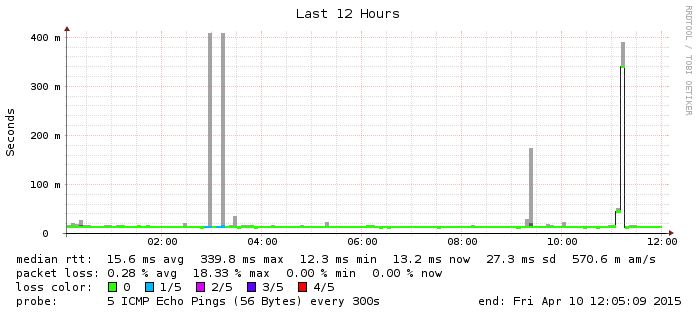 Last 12 Hours
RRDTOOL / TOBI OETIKER
Seconds
400 m
300 m
200 m
100 m
0
02:00 04:00 06:00 08:00 10:00 12:00
median rtt: 15.6 ms avg 339.8 ms max 12.3 ms min 13.2 ms now 27.3 ms sd 570.6 m am/s
packet loss: 0.28 % avg 18.33 % max 0.00 % min 0.00 % now
loss color: 0 1/5 2/5 3/5 4/5
probe: 5 ICMP Echo Pings (56 Bytes) every 300s end: Fri Apr 10 12:05:09 2015